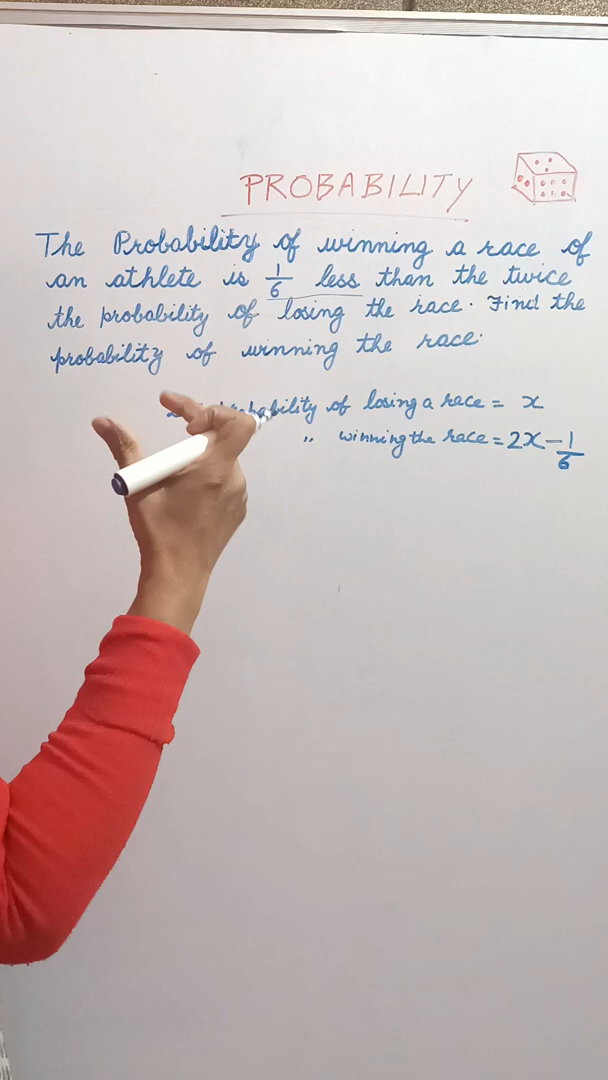 PROBABILITY
The Probability of winning a race of
an athlete is 1/6 less than the twice
the probability of losing the race. Find the
probability of winning the race.
probability of losing a race = x
" winning the race = 2x - 1/6